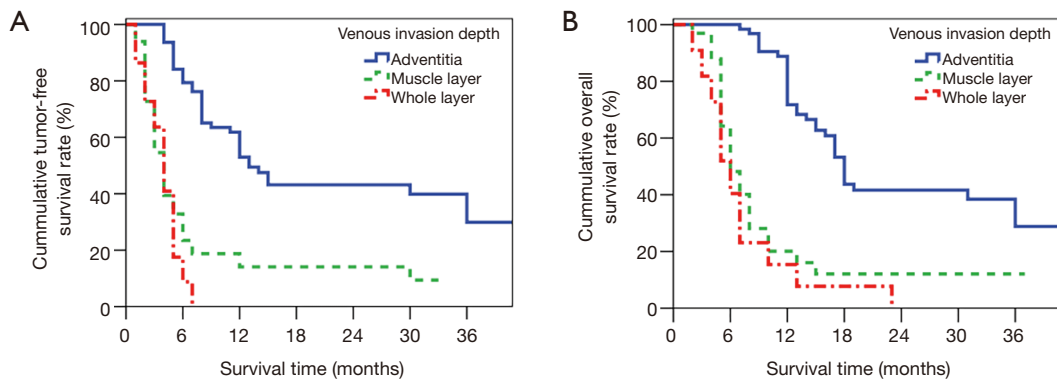 A
Cummulative tumor-free
survival rate (%)
100
80
60
40
20
0
Venous invasion depth
Adventitia
Muscle layer
Whole layer
0 6 12 18 24 30 36
Survival time (months)
B
Cummulative overall
survival rate (%)
100
80
60
40
20
0
Venous invasion depth
Adventitia
Muscle layer
Whole layer
0 6 12 18 24 30 36
Survival time (months)